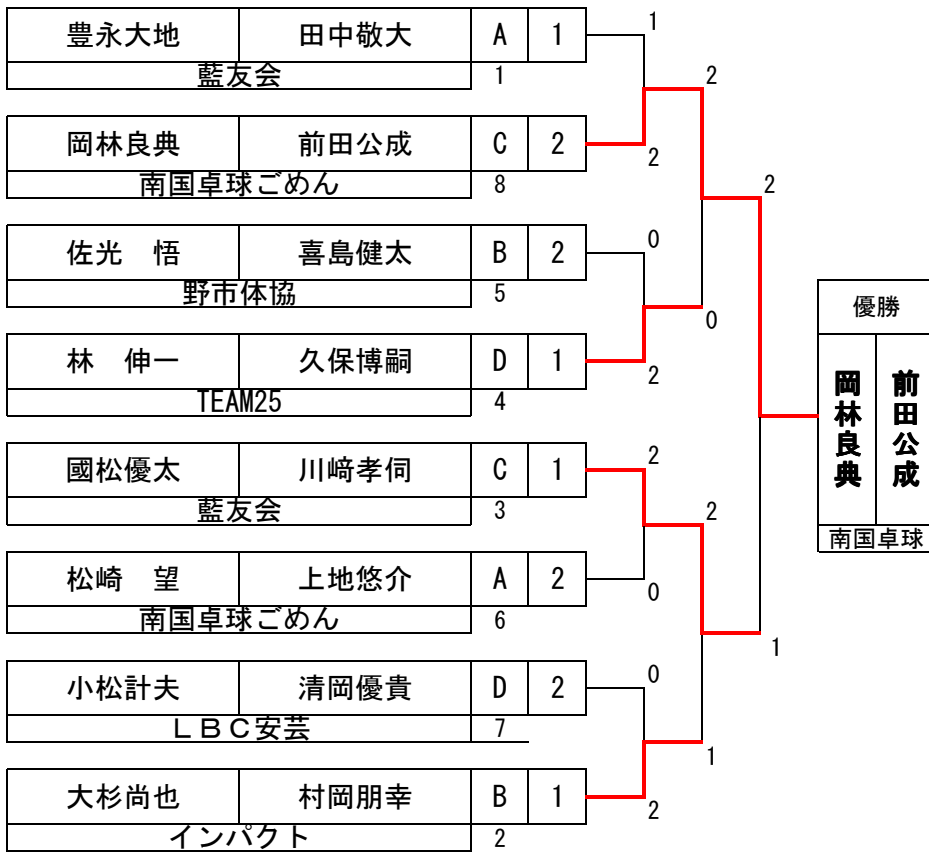 豊永大地 田中敬大 A 1 1
藍友会 1
2
岡林良典 前田公成 C 2 2
南国卓球ごめん 8
2
佐光 悟 喜島健太 B 2 0
野市体協 5
0
優勝
林 伸一 久保博嗣 D 1 2
TEAM25 4
岡林良典 前田公成
南国卓球
國松優太 川﨑孝伺 C 1 2
藍友会 3
2
松崎 望 上地悠介 A 2 0
南国卓球ごめん 6
1
小松計夫 清岡優貴 D 2 0
ＬＢＣ安芸 7
1
大杉尚也 村岡朋幸 B 1 2
インパクト 2